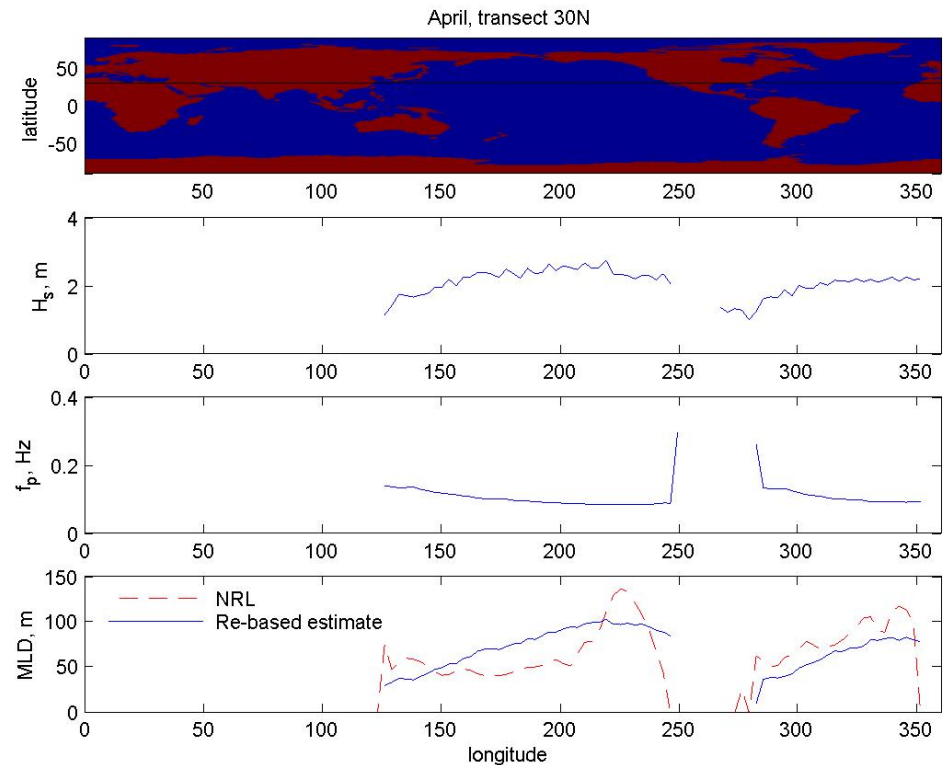 April, transect 30N
latitude
50
0
-50
50 100 150 200 250 300 350
H_s, m
4
2
0
0 50 100 150 200 250 300 350
f_p, Hz
0.4
0.2
0
0 50 100 150 200 250 300 350
MLD, m
150
100
50
0
NRL
Re-based estimate
0 50 100 150 200 250 300 350
longitude